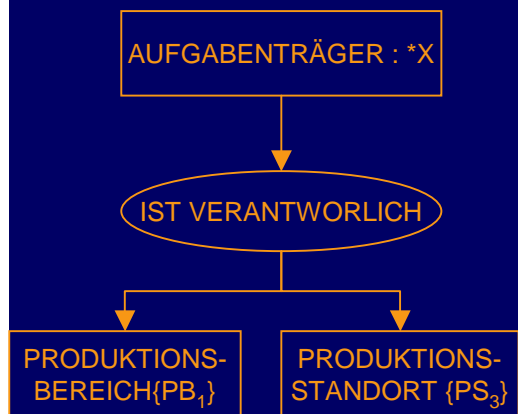 AUFGABENTRÄGER : *X
IST VERANTWORLICH
PRODUKTIONS-
BEREICH{PB₁}
PRODUKTIONS-
STANDORT {PS₃}